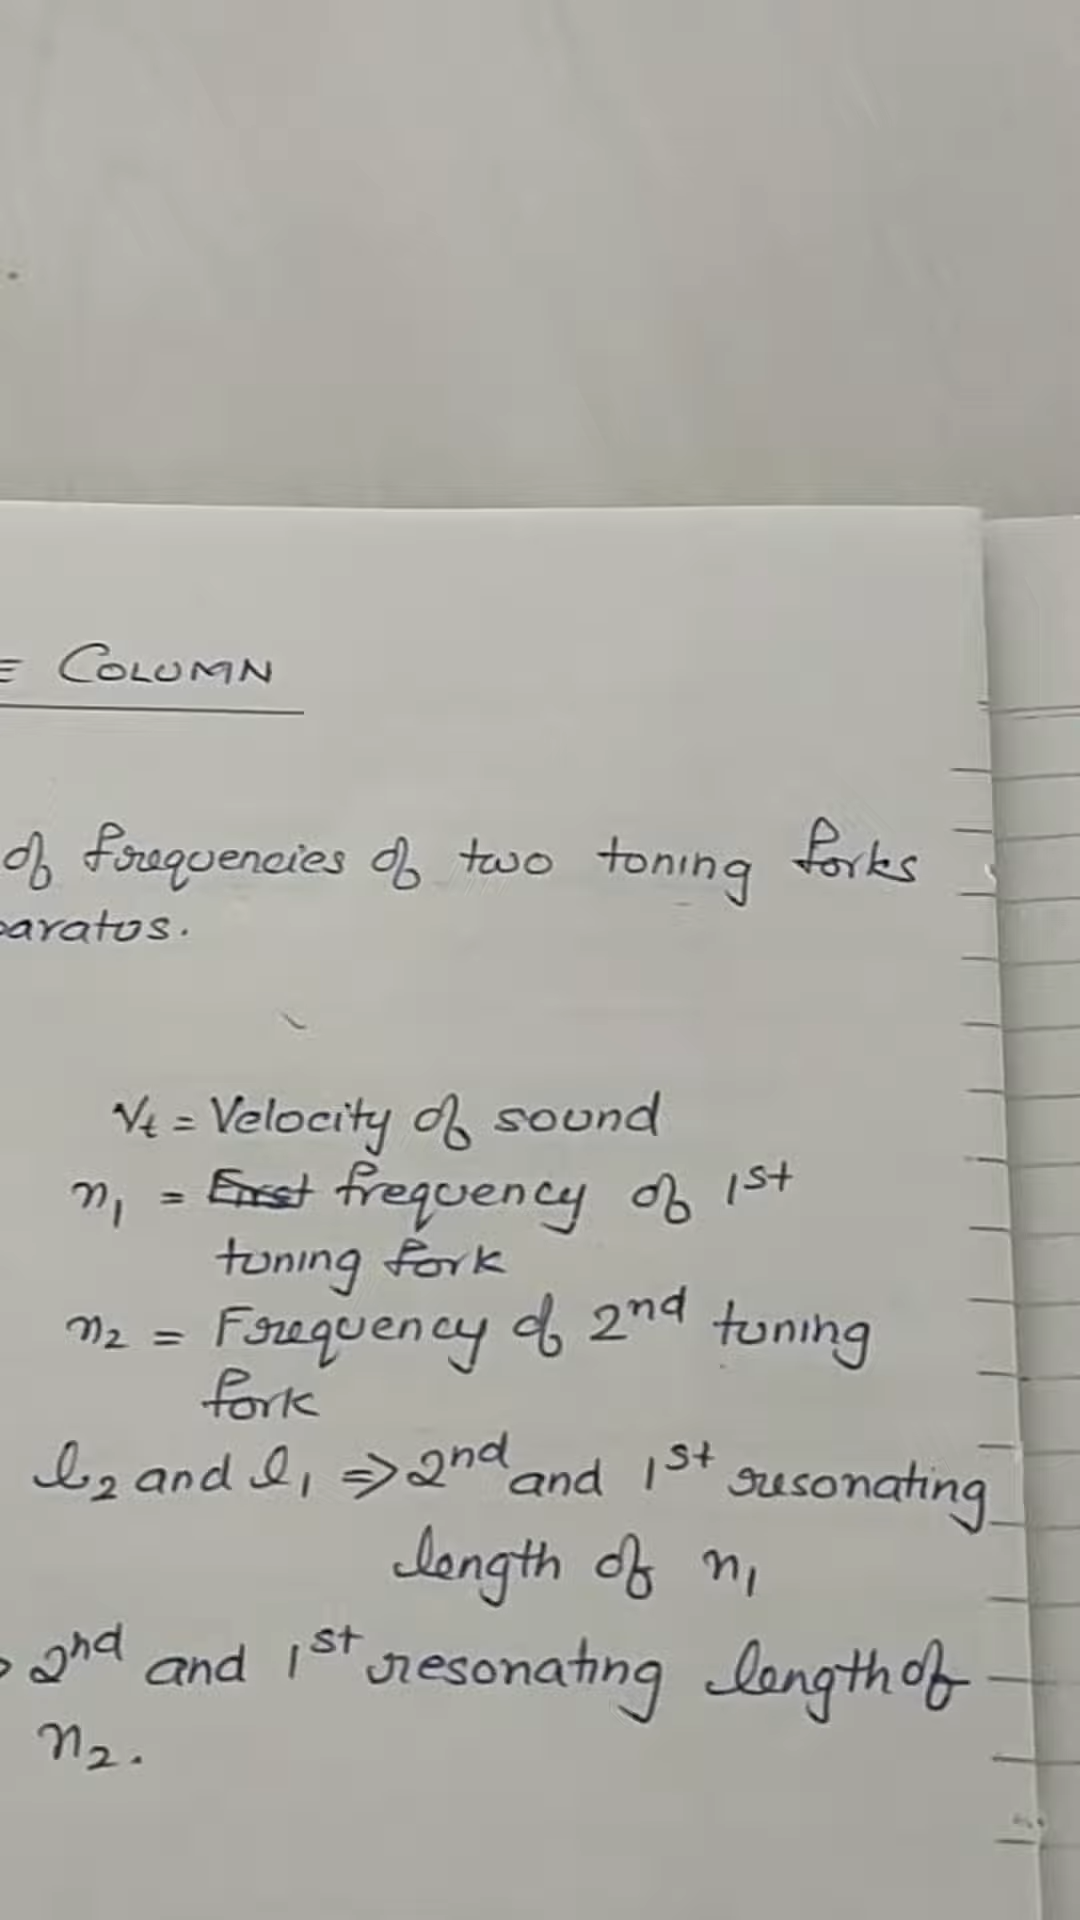 COLUMN
of frequencies of two toning forks
paratus.
Vt = Velocity of sound
n1 = First frequency of 1st
tuning fork
n2 = Frequency of 2nd tuning
fork
l2 and l1 ⇒ 2nd and 1st resonating
length of n1
2nd and 1st resonating length of
n2.